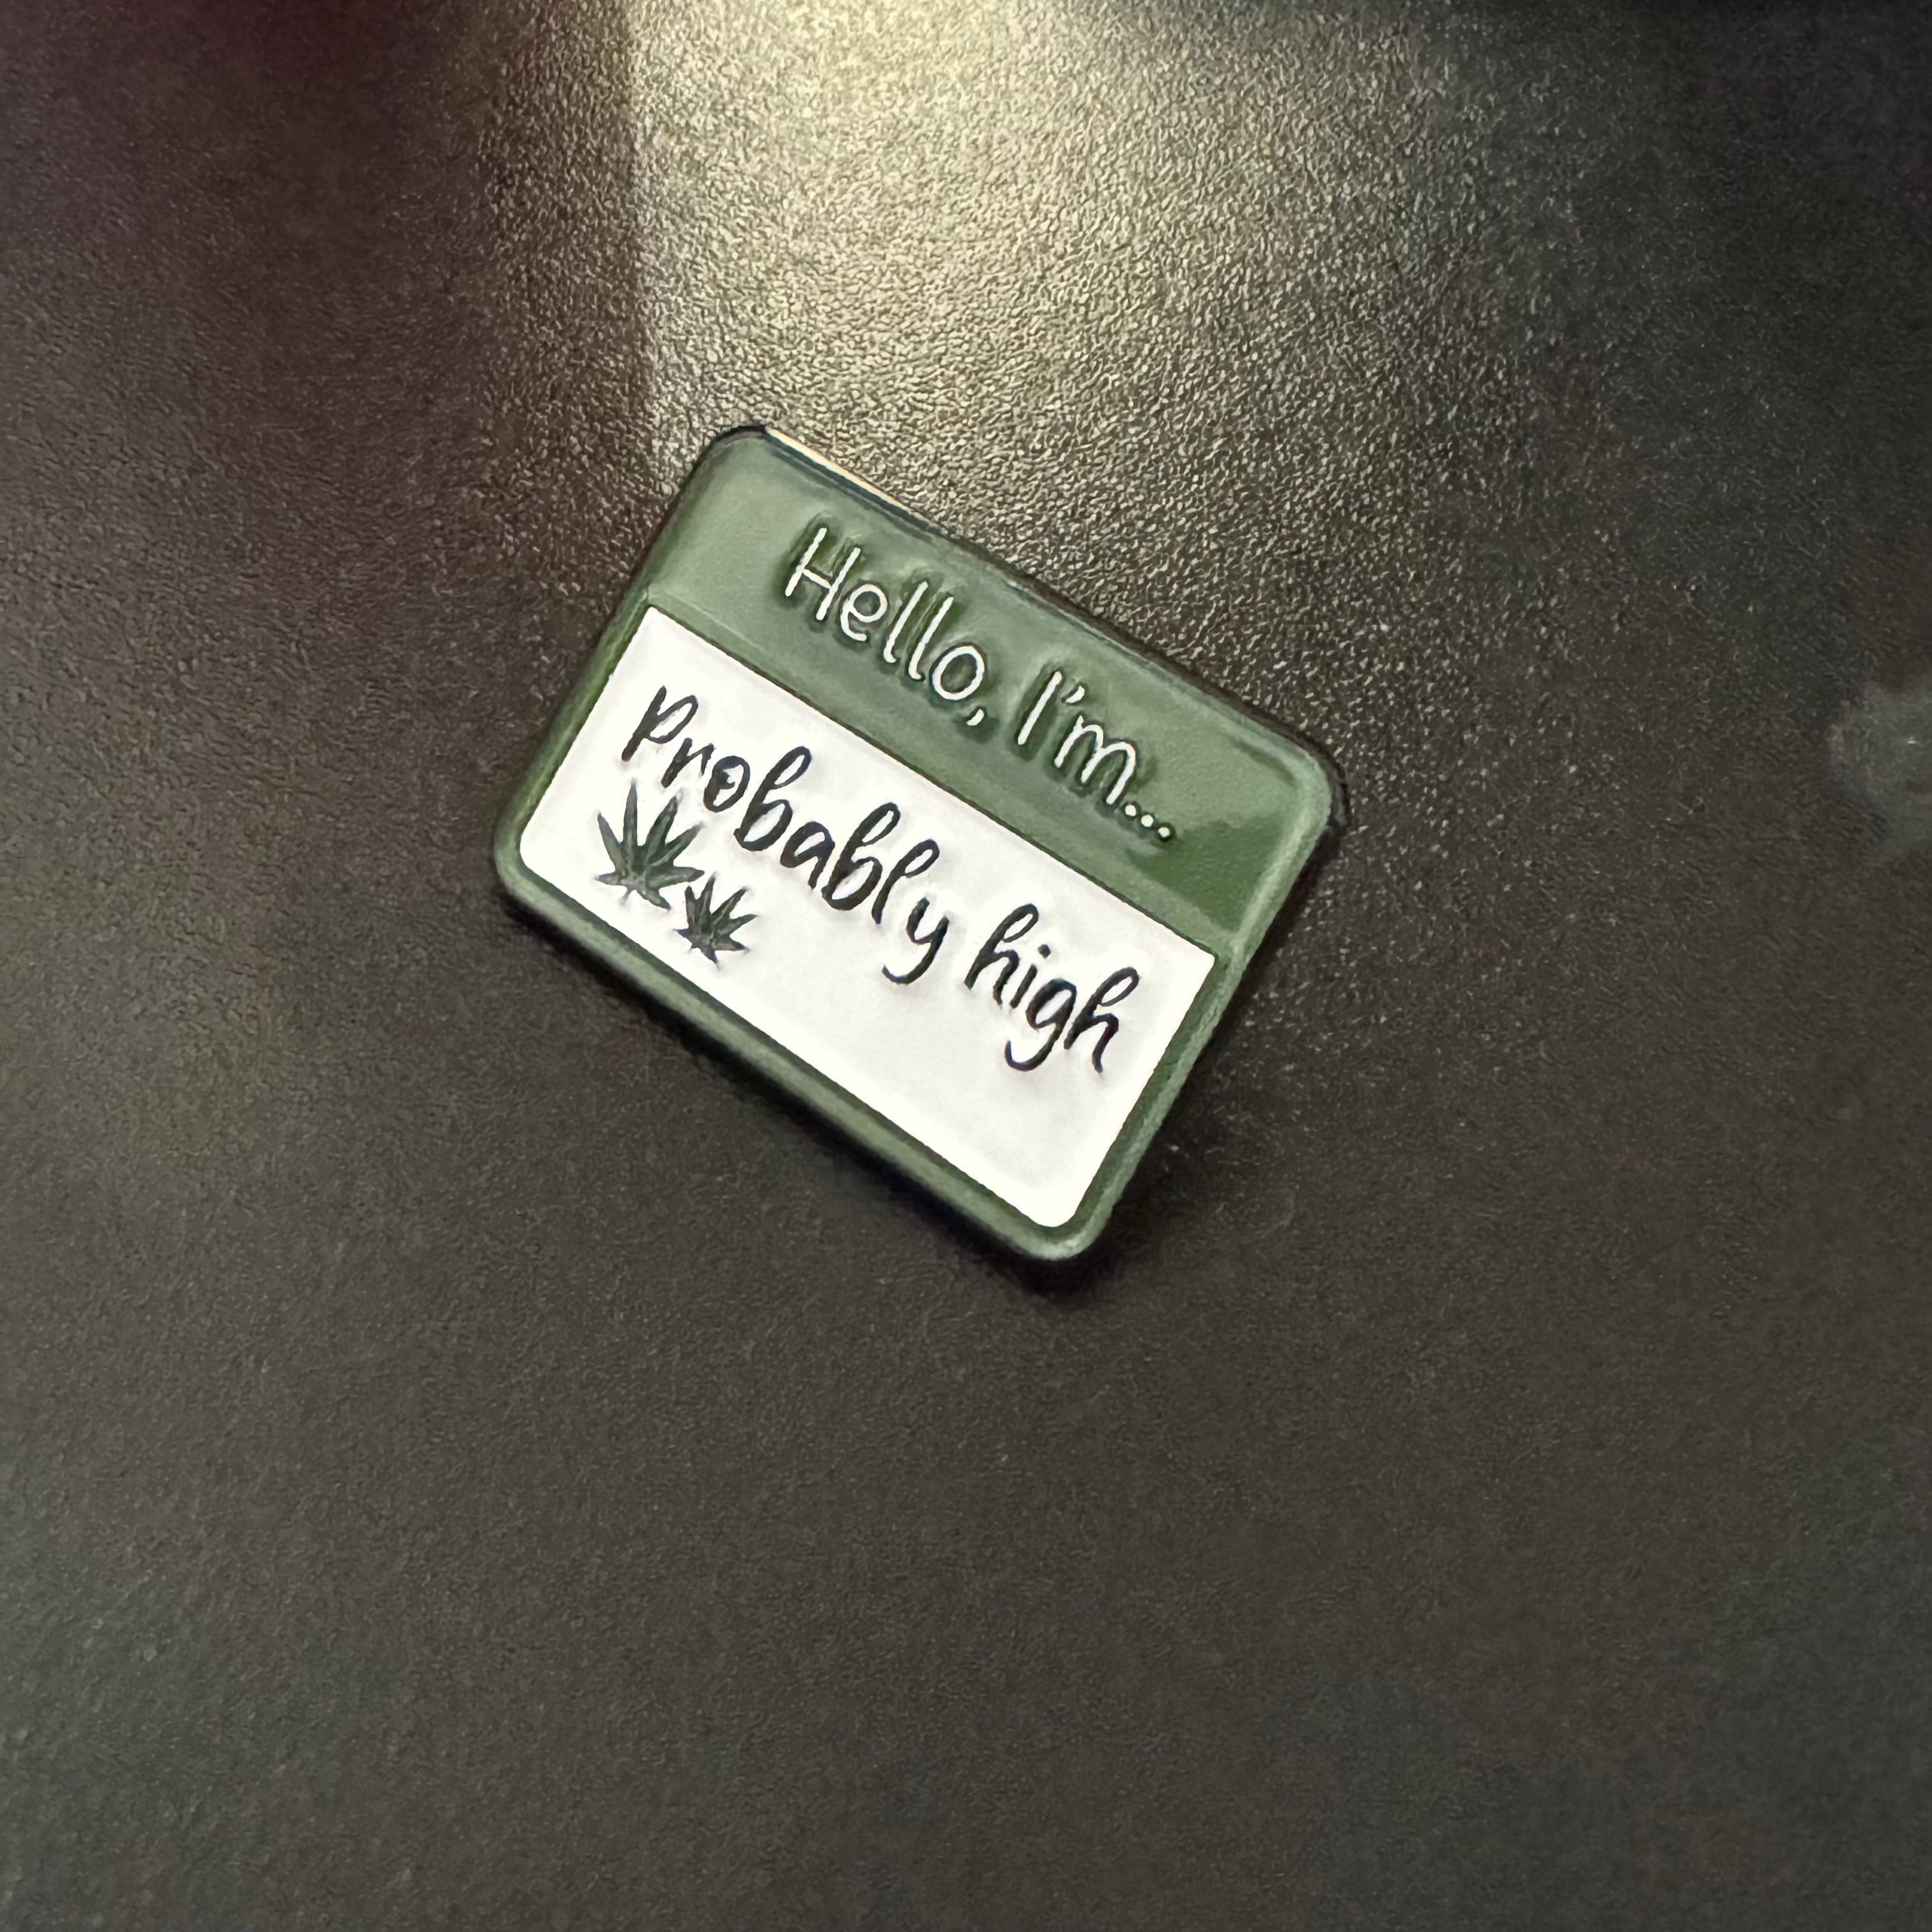 Hello, I'm...
Probably high